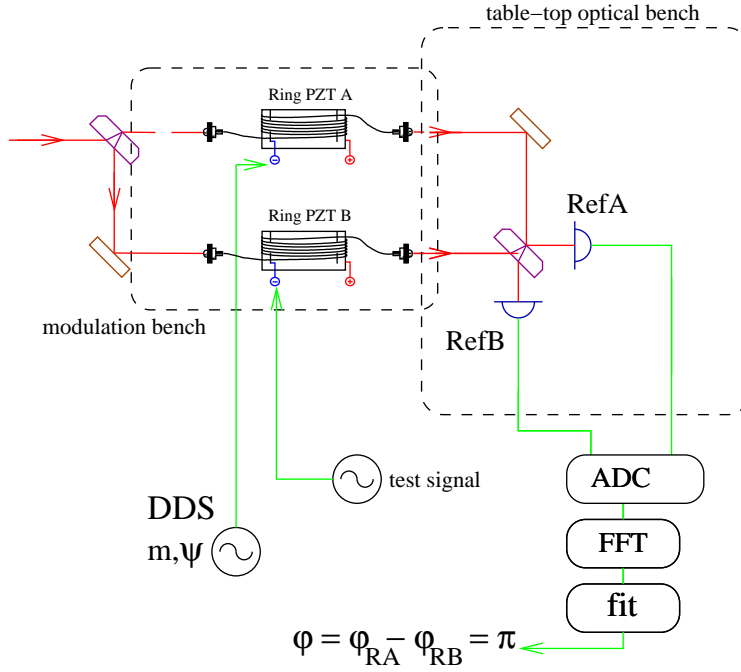 table-top optical bench
Ring PZT A
RefA
Ring PZT B
modulation bench
RefB
test signal
ADC
DDS
m,ψ
FFT
fit
φ = φRA − φRB = π